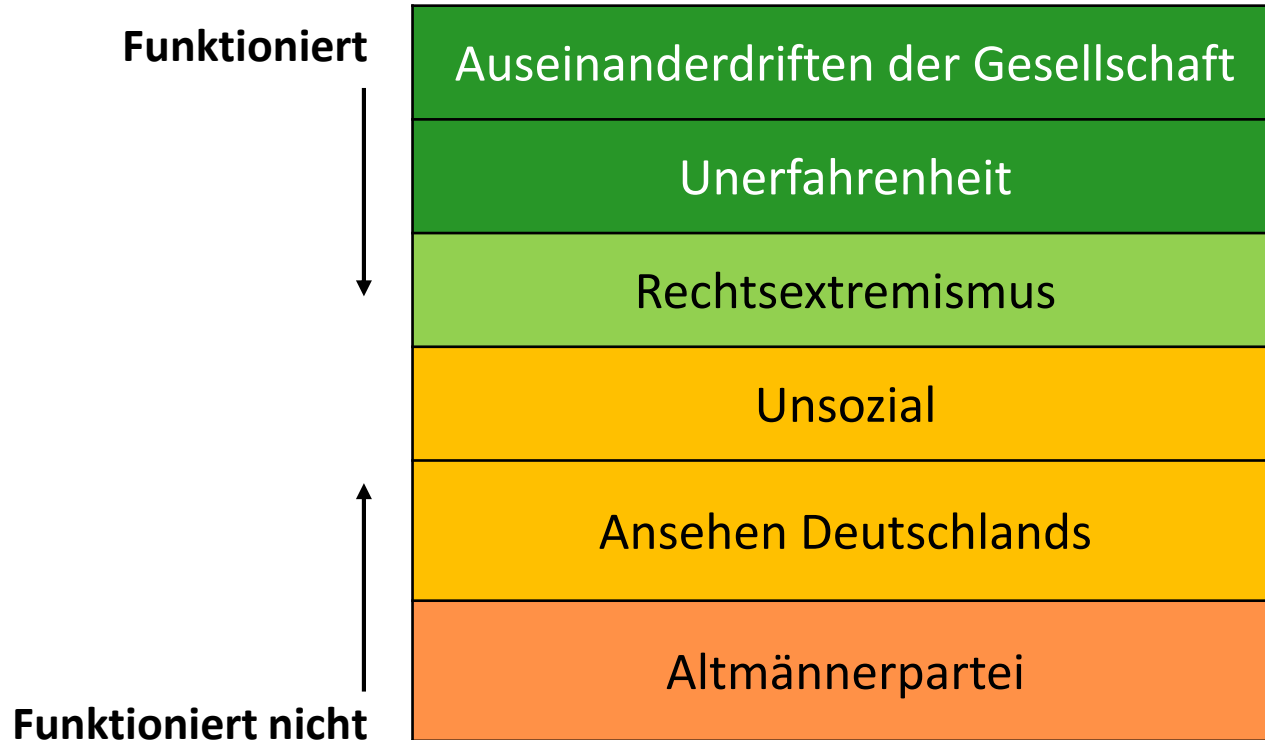 Funktioniert
Auseinanderdriften der Gesellschaft
Unerfahrenheit
Rechtsextremismus
Unsozial
Ansehen Deutschlands
Altmännerpartei
Funktioniert nicht